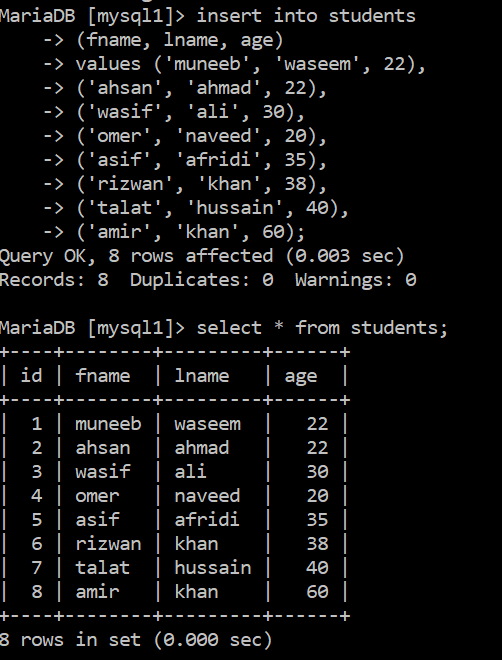 MariaDB [mysql1]> insert into students
    -> (fname, lname, age)
    -> values ('muneeb', 'waseem', 22),
    -> ('ahsan', 'ahmad', 22),
    -> ('wasif', 'ali', 30),
    -> ('omer', 'naveed', 20),
    -> ('asif', 'afridi', 35),
    -> ('rizwan', 'khan', 38),
    -> ('talat', 'hussain', 40),
    -> ('amir', 'khan', 60);
Query OK, 8 rows affected (0.003 sec)
Records: 8  Duplicates: 0  Warnings: 0

MariaDB [mysql1]> select * from students;
+----+--------+---------+------+
| id | fname  | lname   | age  |
+----+--------+---------+------+
|  1 | muneeb | waseem  |   22 |
|  2 | ahsan  | ahmad   |   22 |
|  3 | wasif  | ali     |   30 |
|  4 | omer   | naveed  |   20 |
|  5 | asif   | afridi  |   35 |
|  6 | rizwan | khan    |   38 |
|  7 | talat  | hussain |   40 |
|  8 | amir   | khan    |   60 |
+----+--------+---------+------+
8 rows in set (0.000 sec)